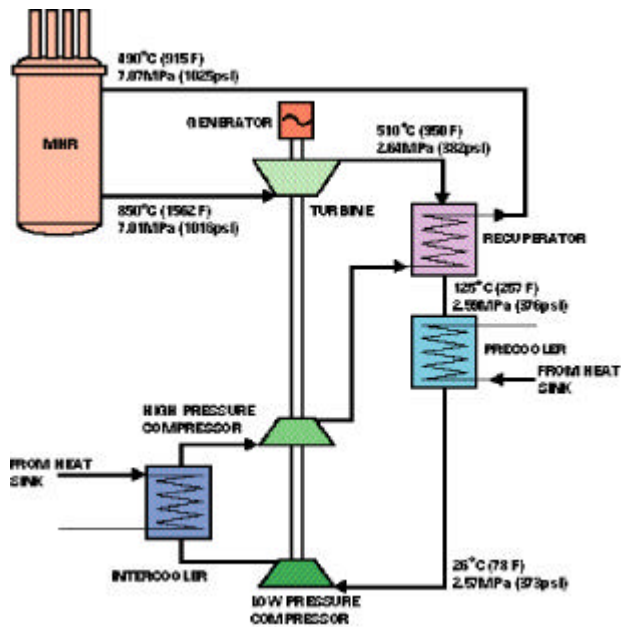 490°C (915 F)
7.07MPa (1025psi)
MHR
GENERATOR
510°C (950 F)
2.64MPa (382psi)
850°C (1562 F)
7.01MPa (1016psi)
TURBINE
RECUPERATOR
125°C (257 F)
2.59MPa (376psi)
PRECOOLER
FROM HEAT
SINK
HIGH PRESSURE
COMPRESSOR
FROM HEAT
SINK
INTERCOOLER
26°C (78 F)
2.57MPa (373psi)
LOW PRESSURE
COMPRESSOR